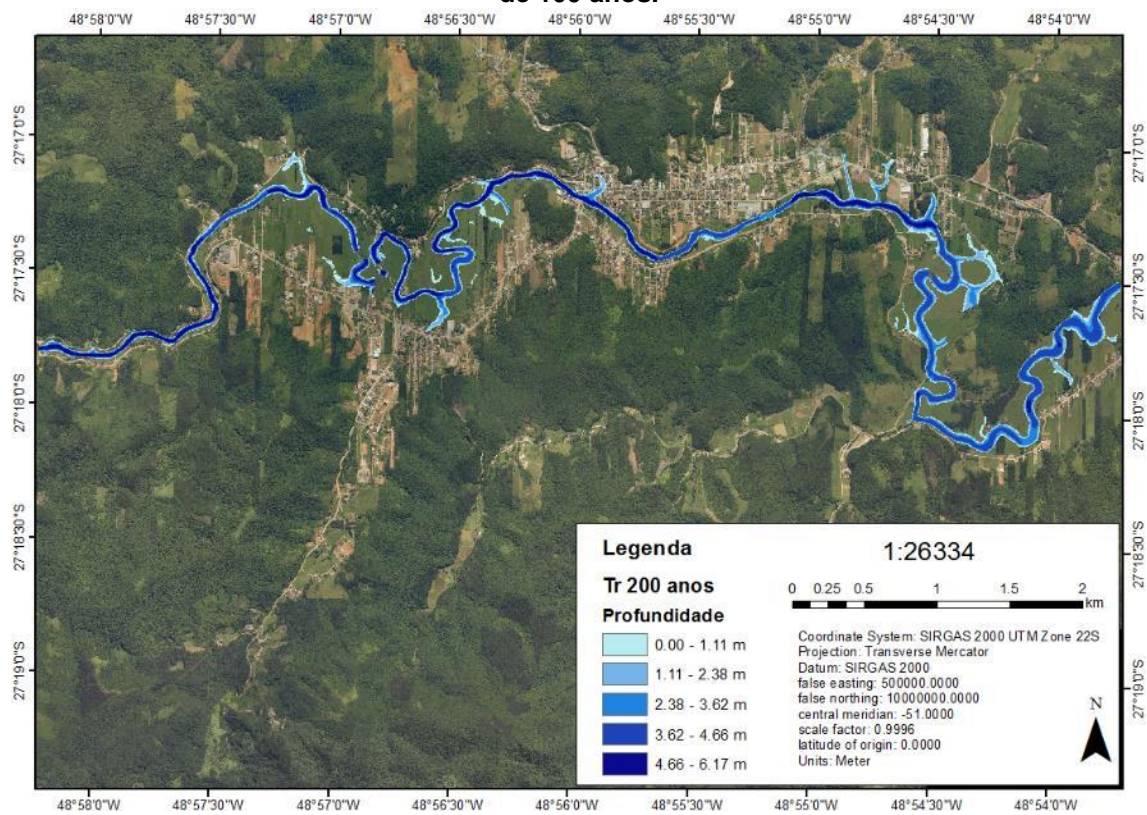 de 100 anos.
48°58'0"W 48°57'30"W 48°57'0"W 48°56'30"W 48°56'0"W 48°55'30"W 48°55'0"W 48°54'30"W 48°54'0"W
27°17'0"S
27°17'30"S
27°18'0"S
27°18'30"S
27°19'0"S
27°17'0"S
27°17'30"S
27°18'0"S
27°18'30"S
27°19'0"S
Legenda
Tr 200 anos
Profundidade
0.00 - 1.11 m
1.11 - 2.38 m
2.38 - 3.62 m
3.62 - 4.66 m
4.66 - 6.17 m
1:26334
0 0.25 0.5 1 1.5 2
km
Coordinate System: SIRGAS 2000 UTM Zone 22S
Projection: Transverse Mercator
Datum: SIRGAS 2000
false easting: 500000.0000
false northing: 10000000.0000
central meridian: -51.0000
scale factor: 0.9996
latitude of origin: 0.0000
Units: Meter
N
48°58'0"W 48°57'30"W 48°57'0"W 48°56'30"W 48°56'0"W 48°55'30"W 48°55'0"W 48°54'30"W 48°54'0"W